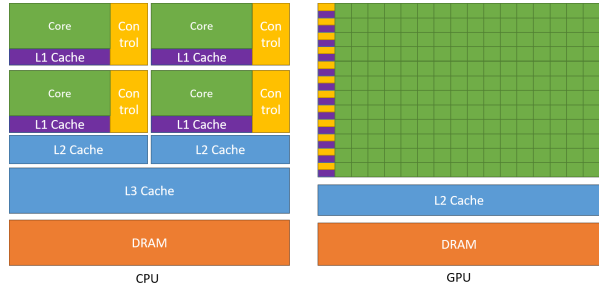 Core
Con
trol
L1 Cache
Core
Con
trol
L1 Cache
Core
Con
trol
L1 Cache
Core
Con
trol
L1 Cache
L2 Cache
L2 Cache
L3 Cache
DRAM
CPU
L2 Cache
DRAM
GPU